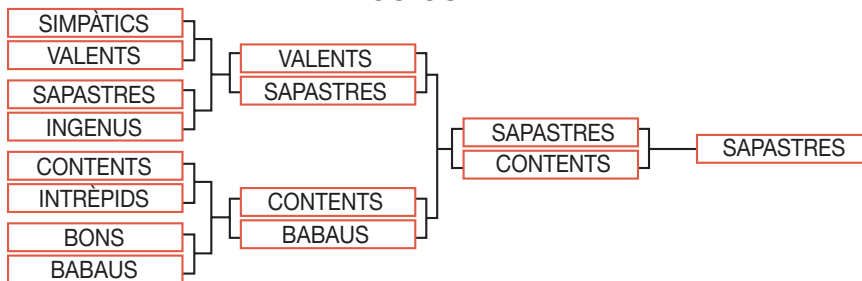 SIMPÀTICS
VALENTS
SAPASTRES
INGENUS
CONTENTS
INTRÈPIDS
BONS
BABAUS
VALENTS
SAPASTRES
CONTENTS
BABAUS
SAPASTRES
CONTENTS
SAPASTRES